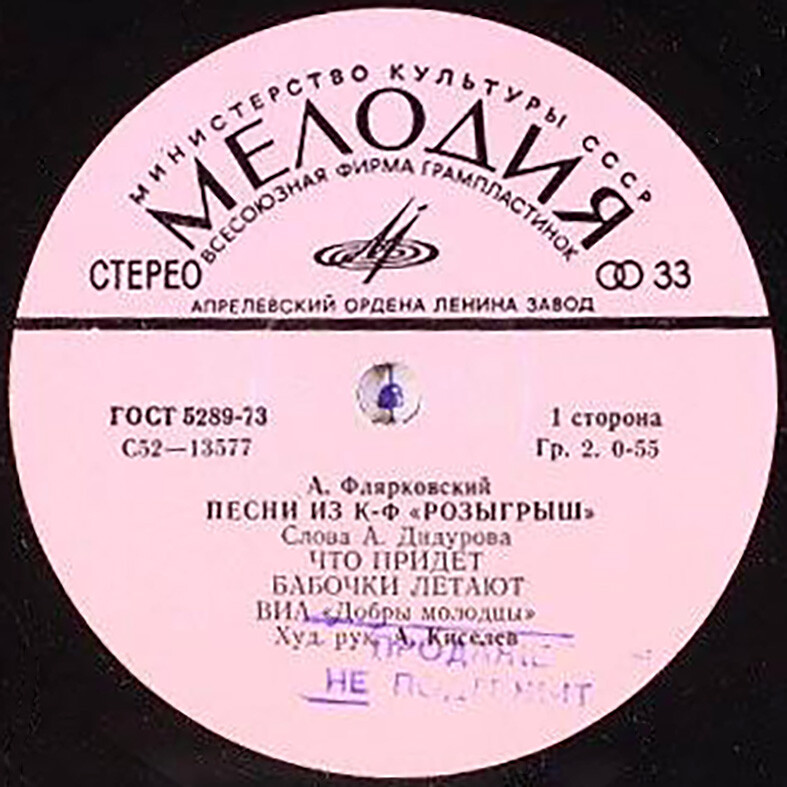 МИНИСТЕРСТВО КУЛЬТУРЫ СССР
МЕЛОДИЯ
ВСЕСОЮЗНАЯ ФИРМА ГРАМПЛАСТИНОК
СТЕРЕО
33
АПРЕЛЕВСКИЙ ОРДЕНА ЛЕНИНА ЗАВОД
ГОСТ 5289-73
1 сторона
С52—13577
Гр. 2. 0-55
А. Флярковский
ПЕСНИ ИЗ К-Ф «РОЗЫГРЫШ»
Слова А. Дидурова
ЧТО ПРИДЕТ
БАБОЧКИ ЛЕТАЮТ
ВИА «Добры молодцы»
Худ. рук. А. Киселев
НЕ